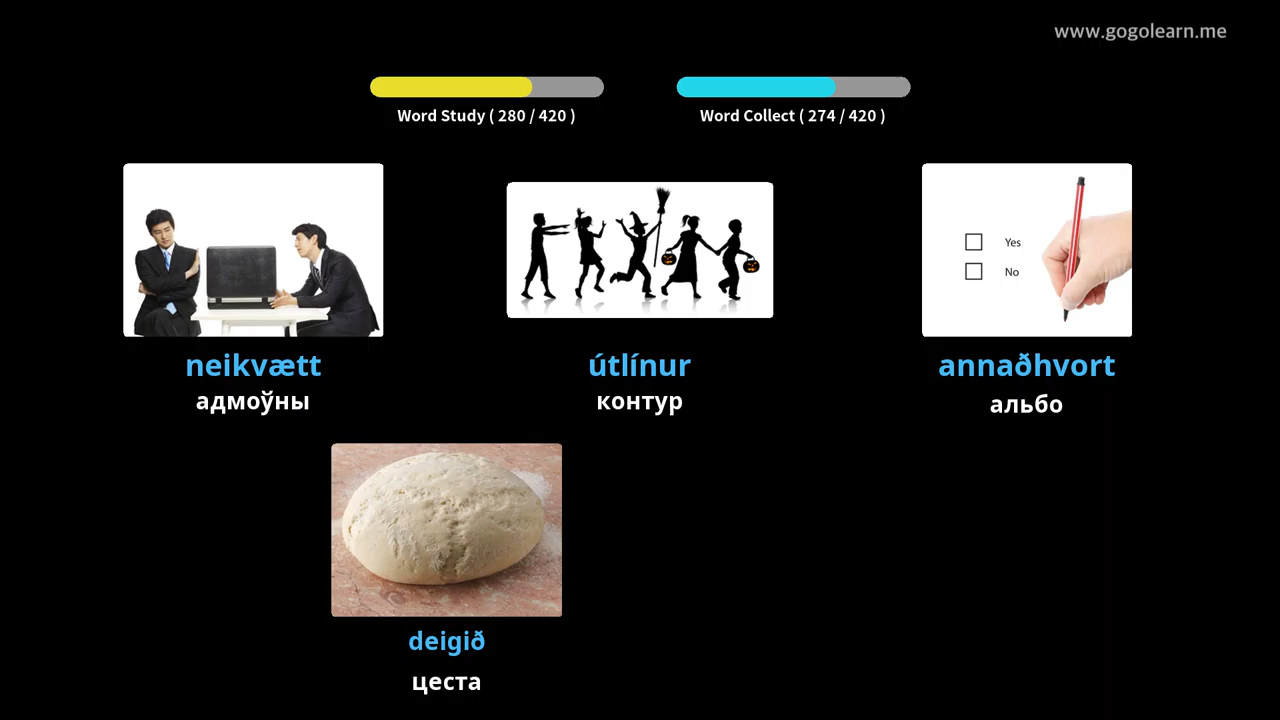 www.gogolearn.me
Word Study ( 280 / 420 )
Word Collect ( 274 / 420 )
Yes
No
neikvætt
адмоўны
útlínur
контур
annaðhvort
альбо
deigið
цеста